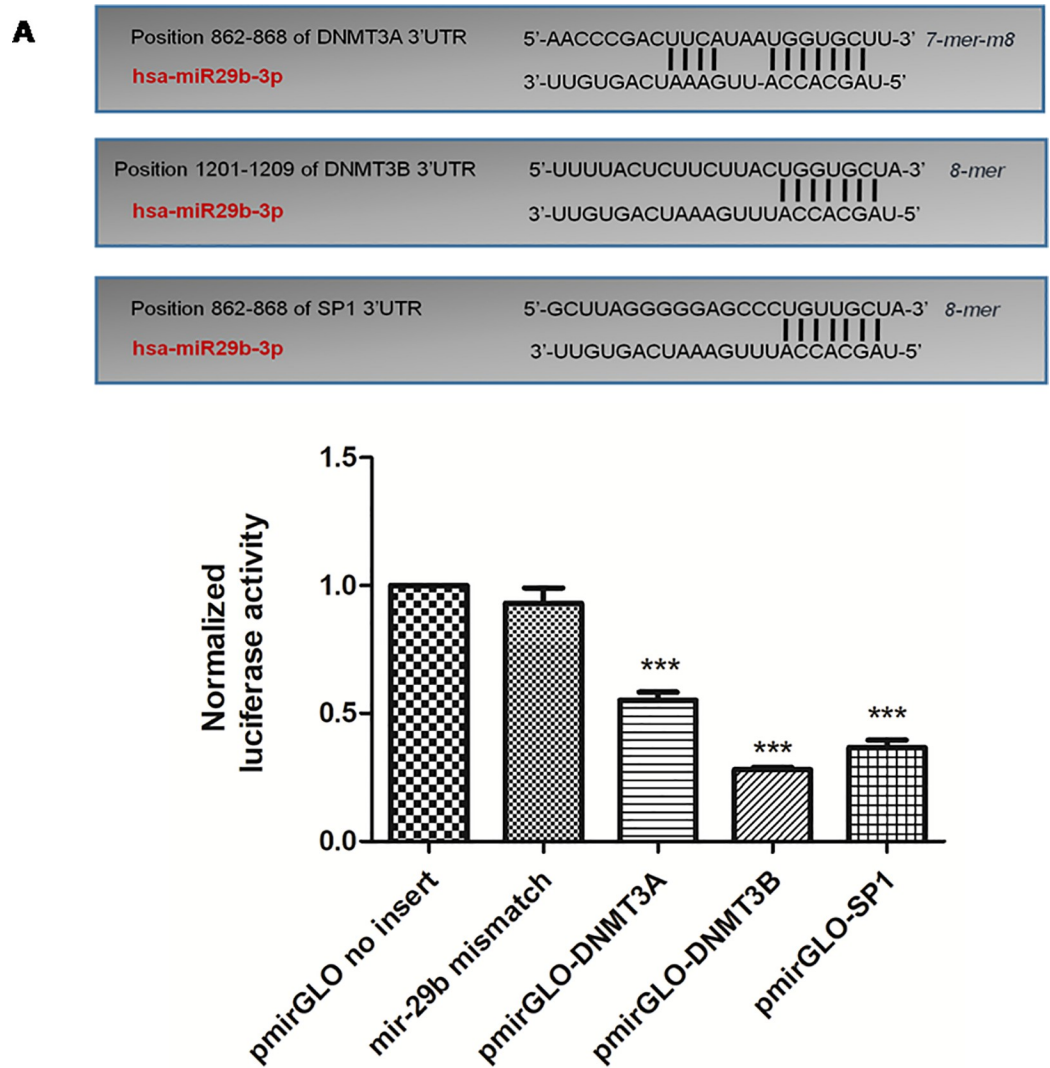 A
Position 862-868 of DNMT3A 3'UTR 5'-AACCCGACUUCAUAAUGGUGCUU-3' 7-mer-m8
hsa-miR29b-3p 3'-UUGUGACUAAAGUU-ACCACGAU-5'
Position 1201-1209 of DNMT3B 3'UTR 5'-UUUUACUCUUCUUACUGGUGCUA-3' 8-mer
hsa-miR29b-3p 3'-UUGUGACUAAAGUUUACCACGAU-5'
Position 862-868 of SP1 3'UTR 5'-GCUUAGGGGGAGCCCUGUUGCUA-3' 8-mer
hsa-miR29b-3p 3'-UUGUGACUAAAGUUUACCACGAU-5'
Normalized
luciferase activity
1.5
1.0
0.5
0.0
***
***
***
pmirGLO no insert
mir-29b mismatch
pmirGLO-DNMT3A
pmirGLO-DNMT3B
pmirGLO-SP1